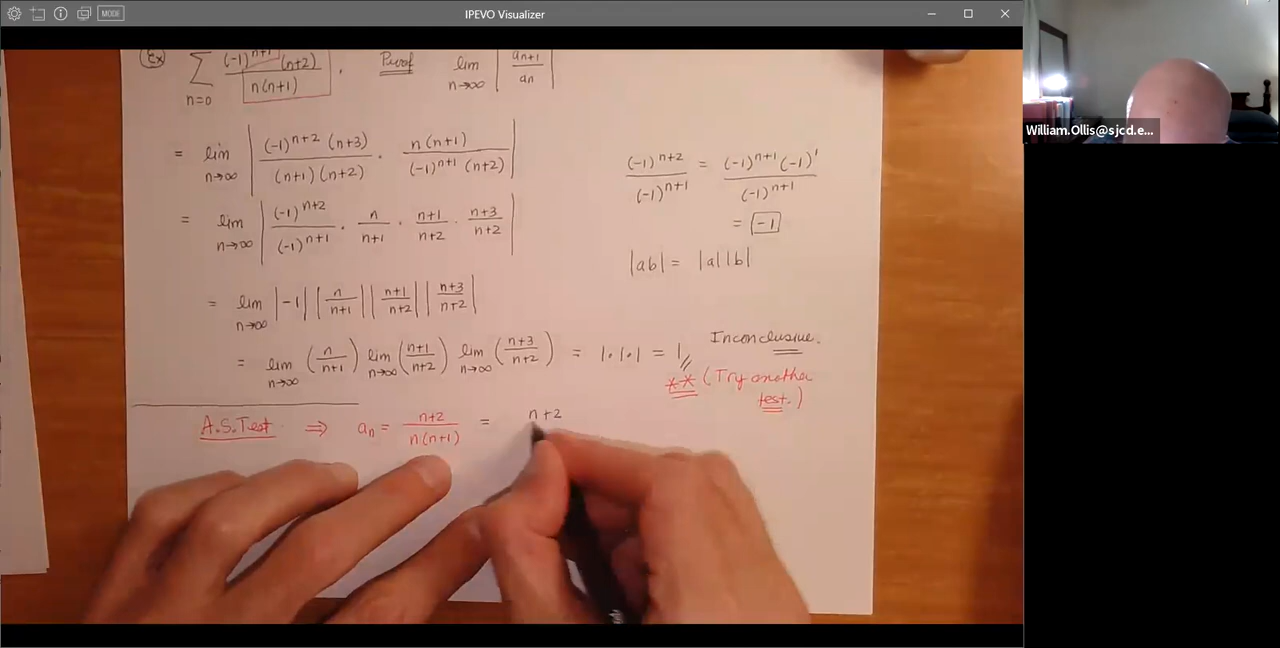 MODE
IPEVO Visualizer
William.Ollis@sjcd.e...
Ex ∑ n=0 (-1)^{n+1} (n+2) / n(n+1) . Proof lim n→∞ | a_{n+1} / a_n |
= lim n→∞ | (-1)^{n+2} (n+3) / (n+1)(n+2) · n(n+1) / (-1)^{n+1} (n+2) |
= lim n→∞ | (-1)^{n+2} / (-1)^{n+1} · n / n+1 · n+1 / n+2 · n+3 / n+2 |
= lim n→∞ |-1| | n / n+1 | | n+1 / n+2 | | n+3 / n+2 |
= lim n→∞ ( n / n+1 ) lim n→∞ ( n+1 / n+2 ) lim n→∞ ( n+3 / n+2 ) = 1·1·1 = 1 Inconclusive.
** (Try another
test.)
(-1)^{n+2} / (-1)^{n+1} = (-1)^{n+1} (-1)^1 / (-1)^{n+1}
= -1
|ab| = |a||b|
A.S.Test ⇒ a_n = n+2 / n(n+1) = n+2